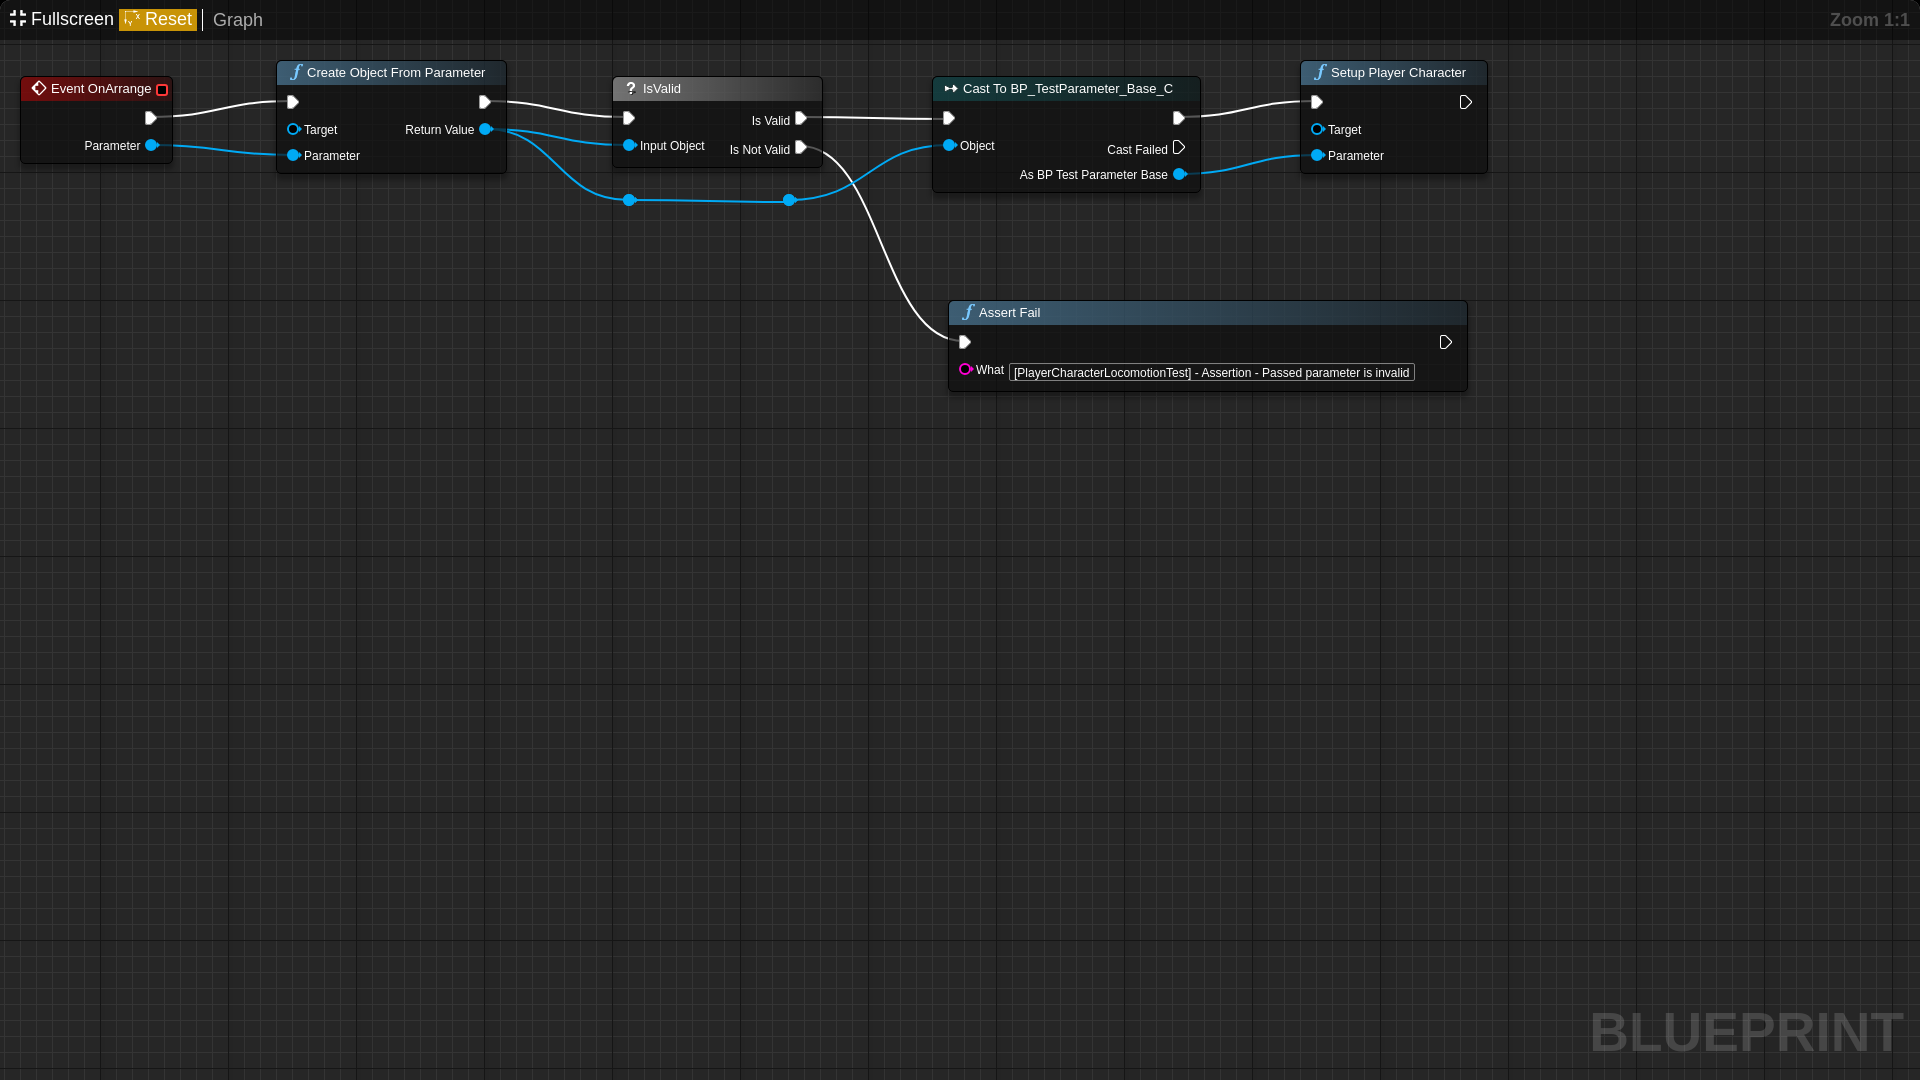 Fullscreen Reset Graph Zoom 1:1
Event OnArrange
Parameter
Create Object From Parameter
Target Return Value
Parameter
? IsValid
Is Valid
Input Object Is Not Valid
Cast To BP_TestParameter_Base_C
Object Cast Failed
As BP Test Parameter Base
Setup Player Character
Target
Parameter
Assert Fail
What [PlayerCharacterLocomotionTest] - Assertion - Passed parameter is invalid
BLUEPRINT